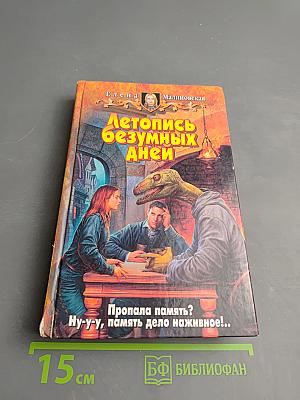 Елена Малиновская
Летопись
безумных
дней
Пропала память?
Ну-у-у, память дело наживное!..
15 см
БФ БИБЛИОФАН